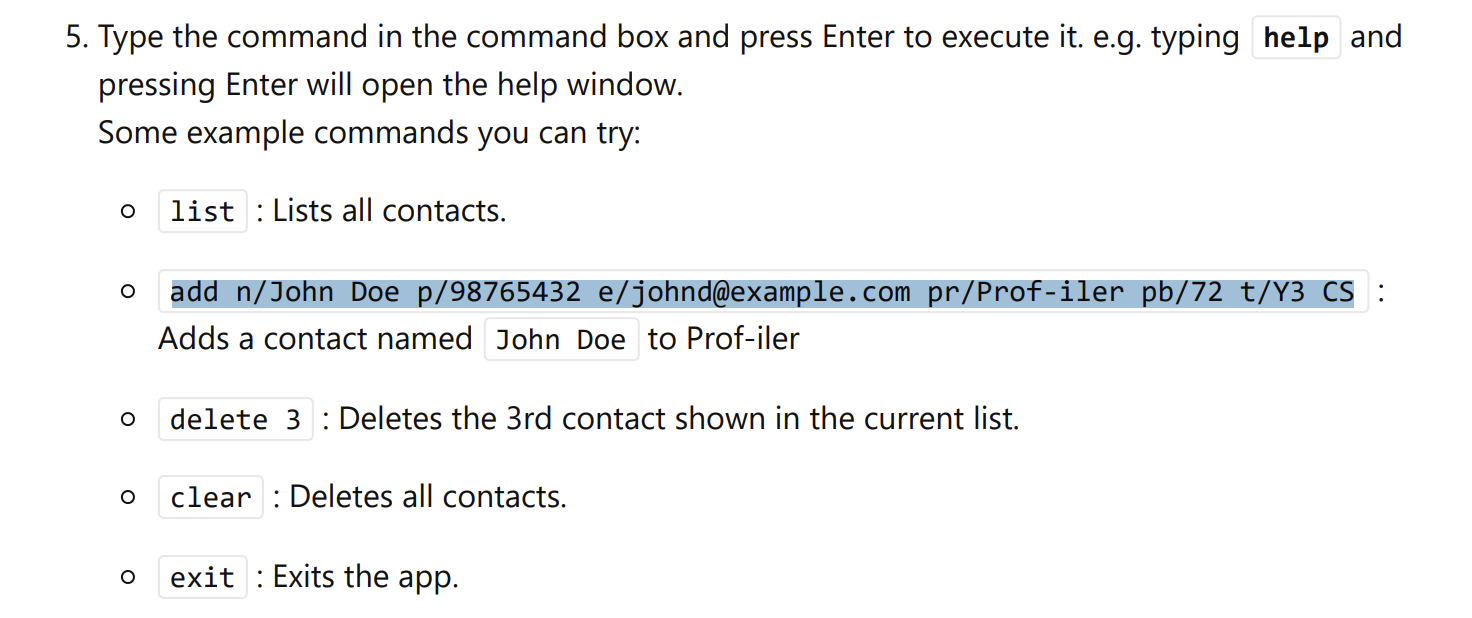 5. Type the command in the command box and press Enter to execute it. e.g. typing help and
pressing Enter will open the help window.
Some example commands you can try:
list : Lists all contacts.
add n/John Doe p/98765432 e/johnd@example.com pr/Prof-iler pb/72 t/Y3 CS :
Adds a contact named John Doe to Prof-iler
delete 3 : Deletes the 3rd contact shown in the current list.
clear : Deletes all contacts.
exit : Exits the app.